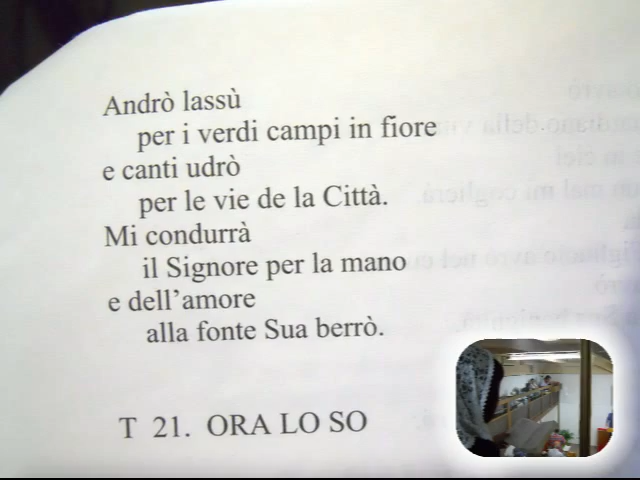 Andrò lassù
per i verdi campi in fiore
e canti udrò
per le vie de la Città.
Mi condurrà
il Signore per la mano
e dell’amore
alla fonte Sua berrò.
T 21. ORA LO SO